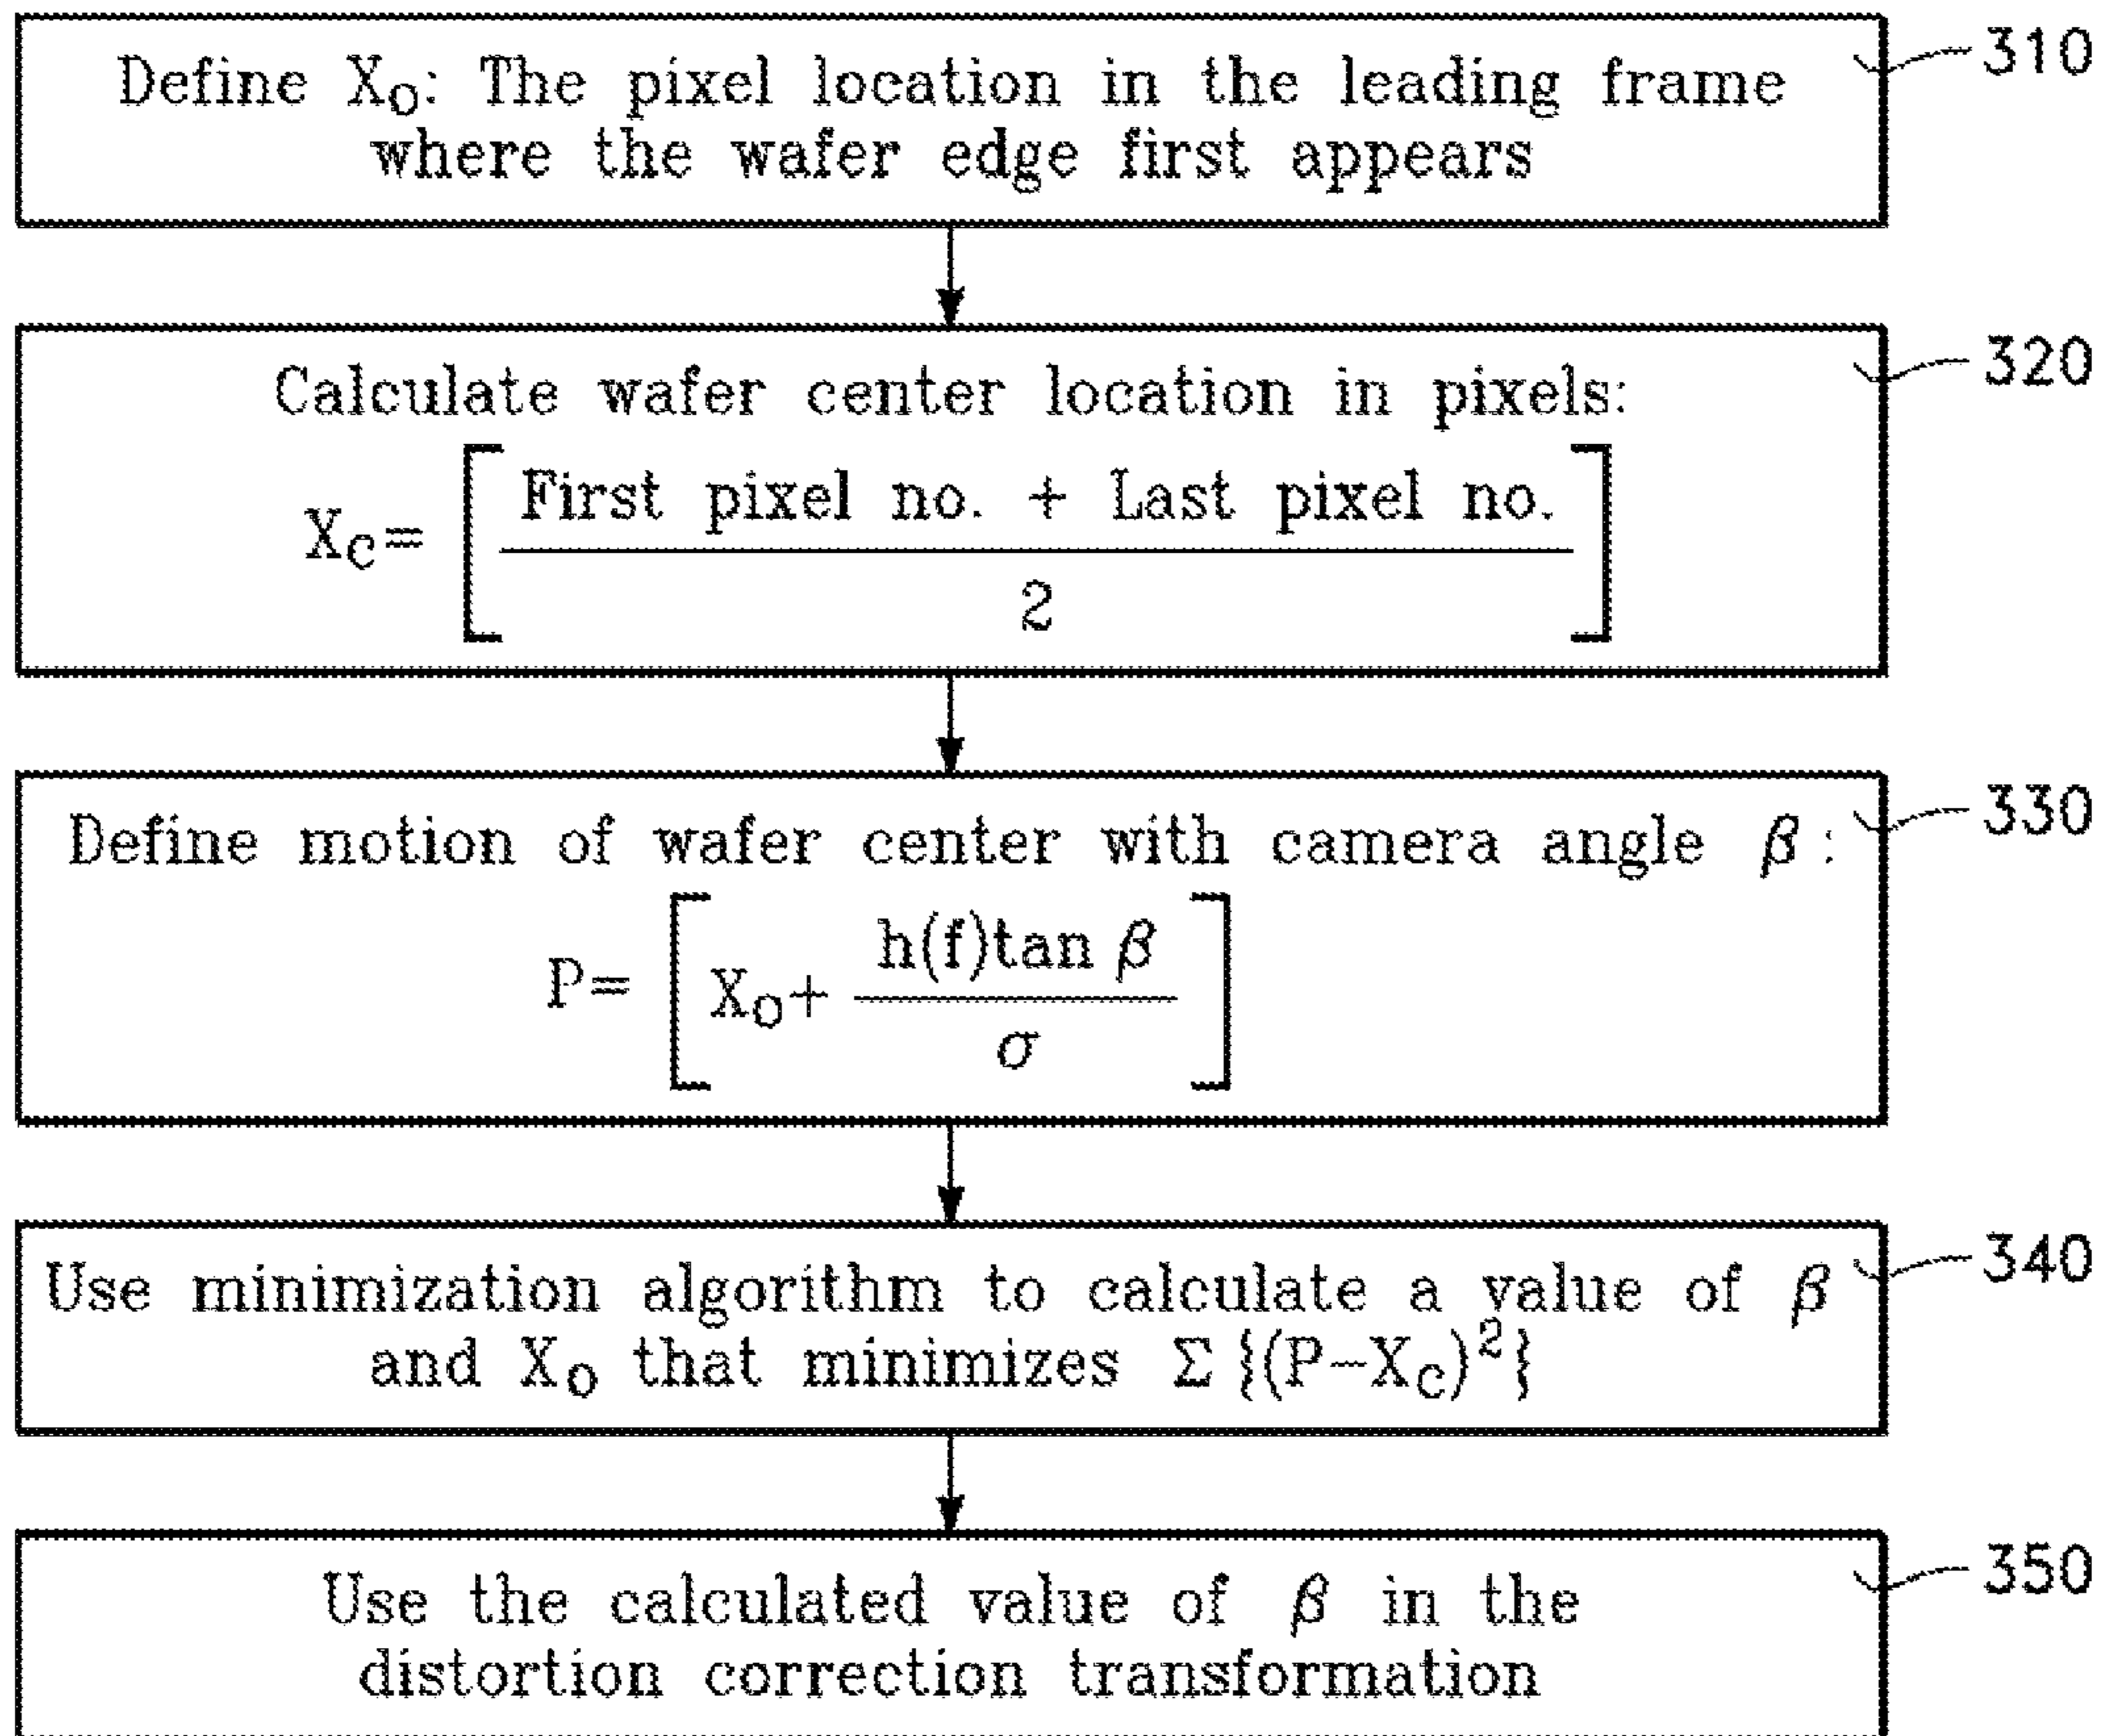 Define X₀: The pixel location in the leading frame
where the wafer edge first appears
310
Calculate wafer center location in pixels:
320
X_C= [ First pixel no. + Last pixel no. / 2 ]
Define motion of wafer center with camera angle β:
330
P= [ X₀+ h(f)tan β / σ ]
Use minimization algorithm to calculate a value of β
and X₀ that minimizes Σ{(P-X_C)²}
340
Use the calculated value of β in the
distortion correction transformation
350